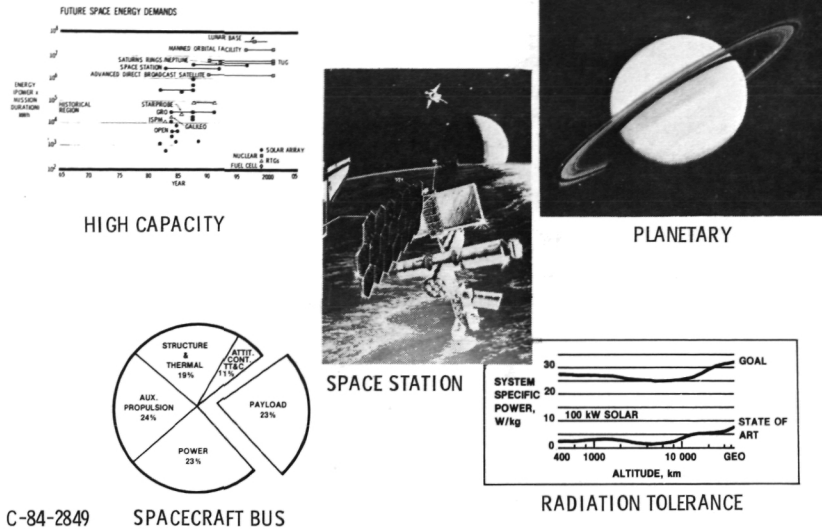 FUTURE SPACE ENERGY DEMANDS
LUNAR BASE
MANNED ORBITAL FACILITY
SATURNS RINGS/NEPTUNE
TUG
SPACE STATION
ADVANCED DIRECT BROADCAST SATELLITE
ENERGY
(POWER x
MISSION
DURATION)
HISTORICAL
REGION
STARPROBE
GRO
ISPM
GALILEO
OPEN
SOLAR ARRAY
NUCLEAR
RTGs
FUEL CELL
65 70 75 80 85 90 95 2000 05
YEAR
HIGH CAPACITY
PLANETARY
STRUCTURE
&
THERMAL
19%
ATTIT.
CONT.
TT&C
11%
AUX.
PROPULSION
24%
PAYLOAD
23%
POWER
23%
SPACE STATION
SYSTEM
SPECIFIC
POWER,
W/kg
30
20
10
0
GOAL
100 kW SOLAR
STATE OF
ART
400 1000 10 000 GEO
ALTITUDE, km
RADIATION TOLERANCE
C-84-2849 SPACECRAFT BUS